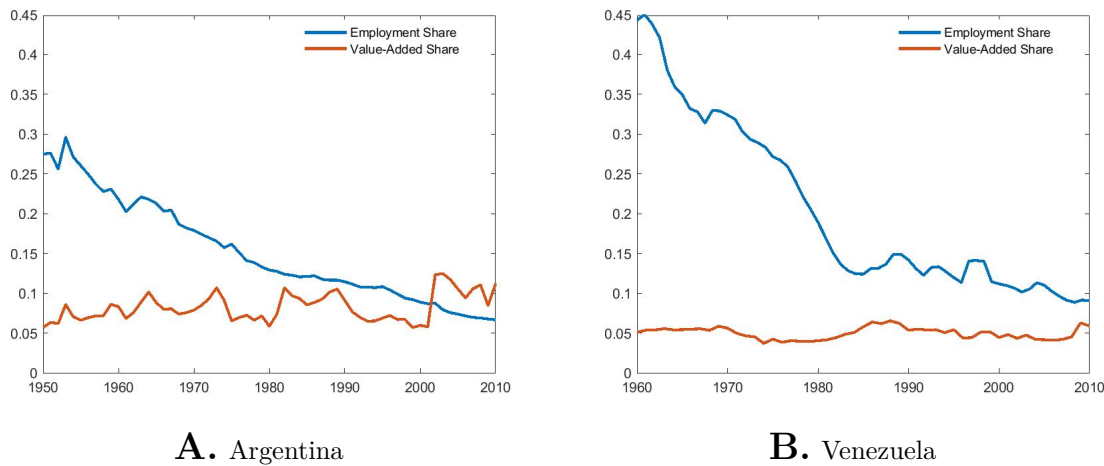 0.45
0.4
0.35
0.3
0.25
0.2
0.15
0.1
0.05
0
1950 1960 1970 1980 1990 2000 2010
Employment Share
Value-Added Share
A. Argentina
0.45
0.4
0.35
0.3
0.25
0.2
0.15
0.1
0.05
0
1960 1970 1980 1990 2000 2010
Employment Share
Value-Added Share
B. Venezuela